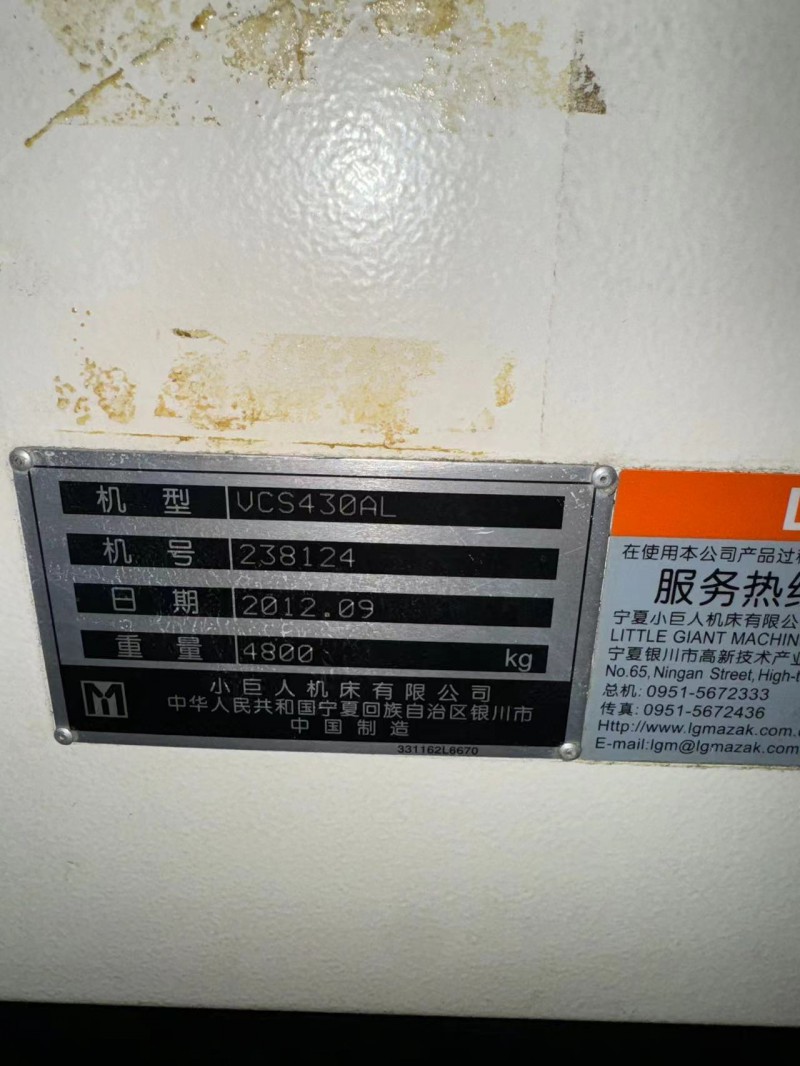 机 型 VCS430AL
机 号 238124
日 期 2012.09
重 量 4800 kg
小巨人机床有限公司
中华人民共和国宁夏回族自治区银川市
中国制造
331162L6670
在使用本公司产品过
服务热
宁夏小巨人机床有限公
LITTLE GIANT MACHIN
宁夏银川市高新技术产业
No.65, Ningan Street, High-t
总机: 0951-5672333
传真: 0951-5672436
Http://www.lgmazak.com.
E-mail:lgm@lgmazak.com